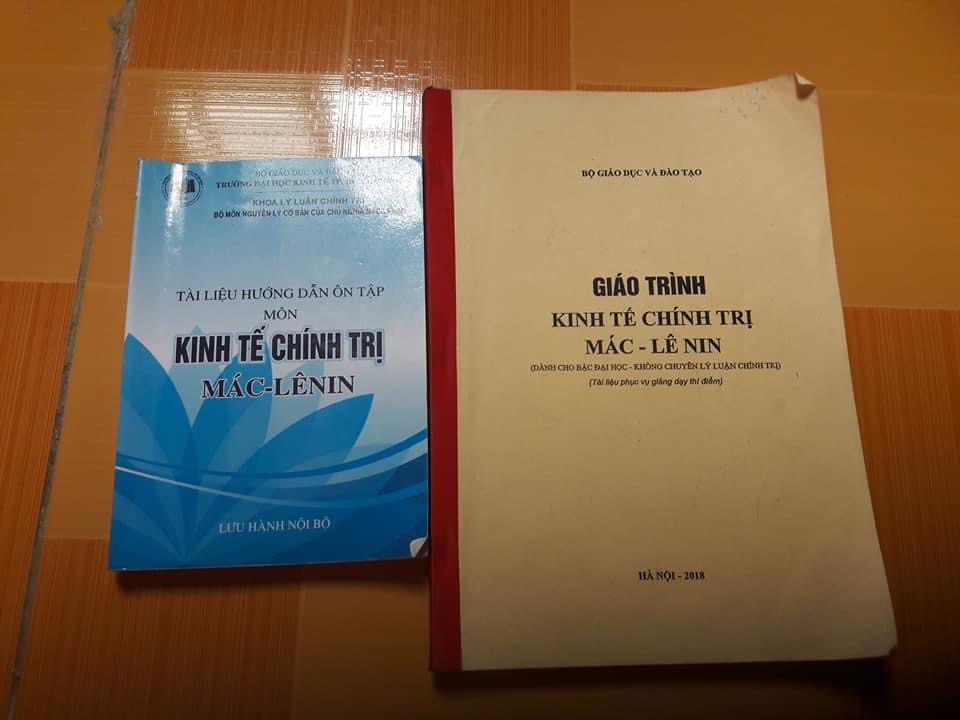 BỘ GIÁO DỤC VÀ ĐÀO
TRƯỜNG ĐẠI HỌC KINH TẾ TP.
KHOA LÝ LUẬN CHÍNH TRỊ
BỘ MÔN NGUYÊN LÝ CƠ BẢN CỦA CHỦ NGHĨA
TÀI LIỆU HƯỚNG DẪN ÔN TẬP
MÔN
KINH TẾ CHÍNH TRỊ
MÁC-LÊNIN
LƯU HÀNH NỘI BỘ
BỘ GIÁO DỤC VÀ ĐÀO TẠO
GIÁO TRÌNH
KINH TẾ CHÍNH TRỊ
MÁC - LÊ NIN
(DÀNH CHO BẬC ĐẠI HỌC - KHÔNG CHUYÊN LÝ LUẬN CHÍNH TRỊ)
(Tài liệu phục vụ giảng dạy thí điểm)
HÀ NỘI - 2018